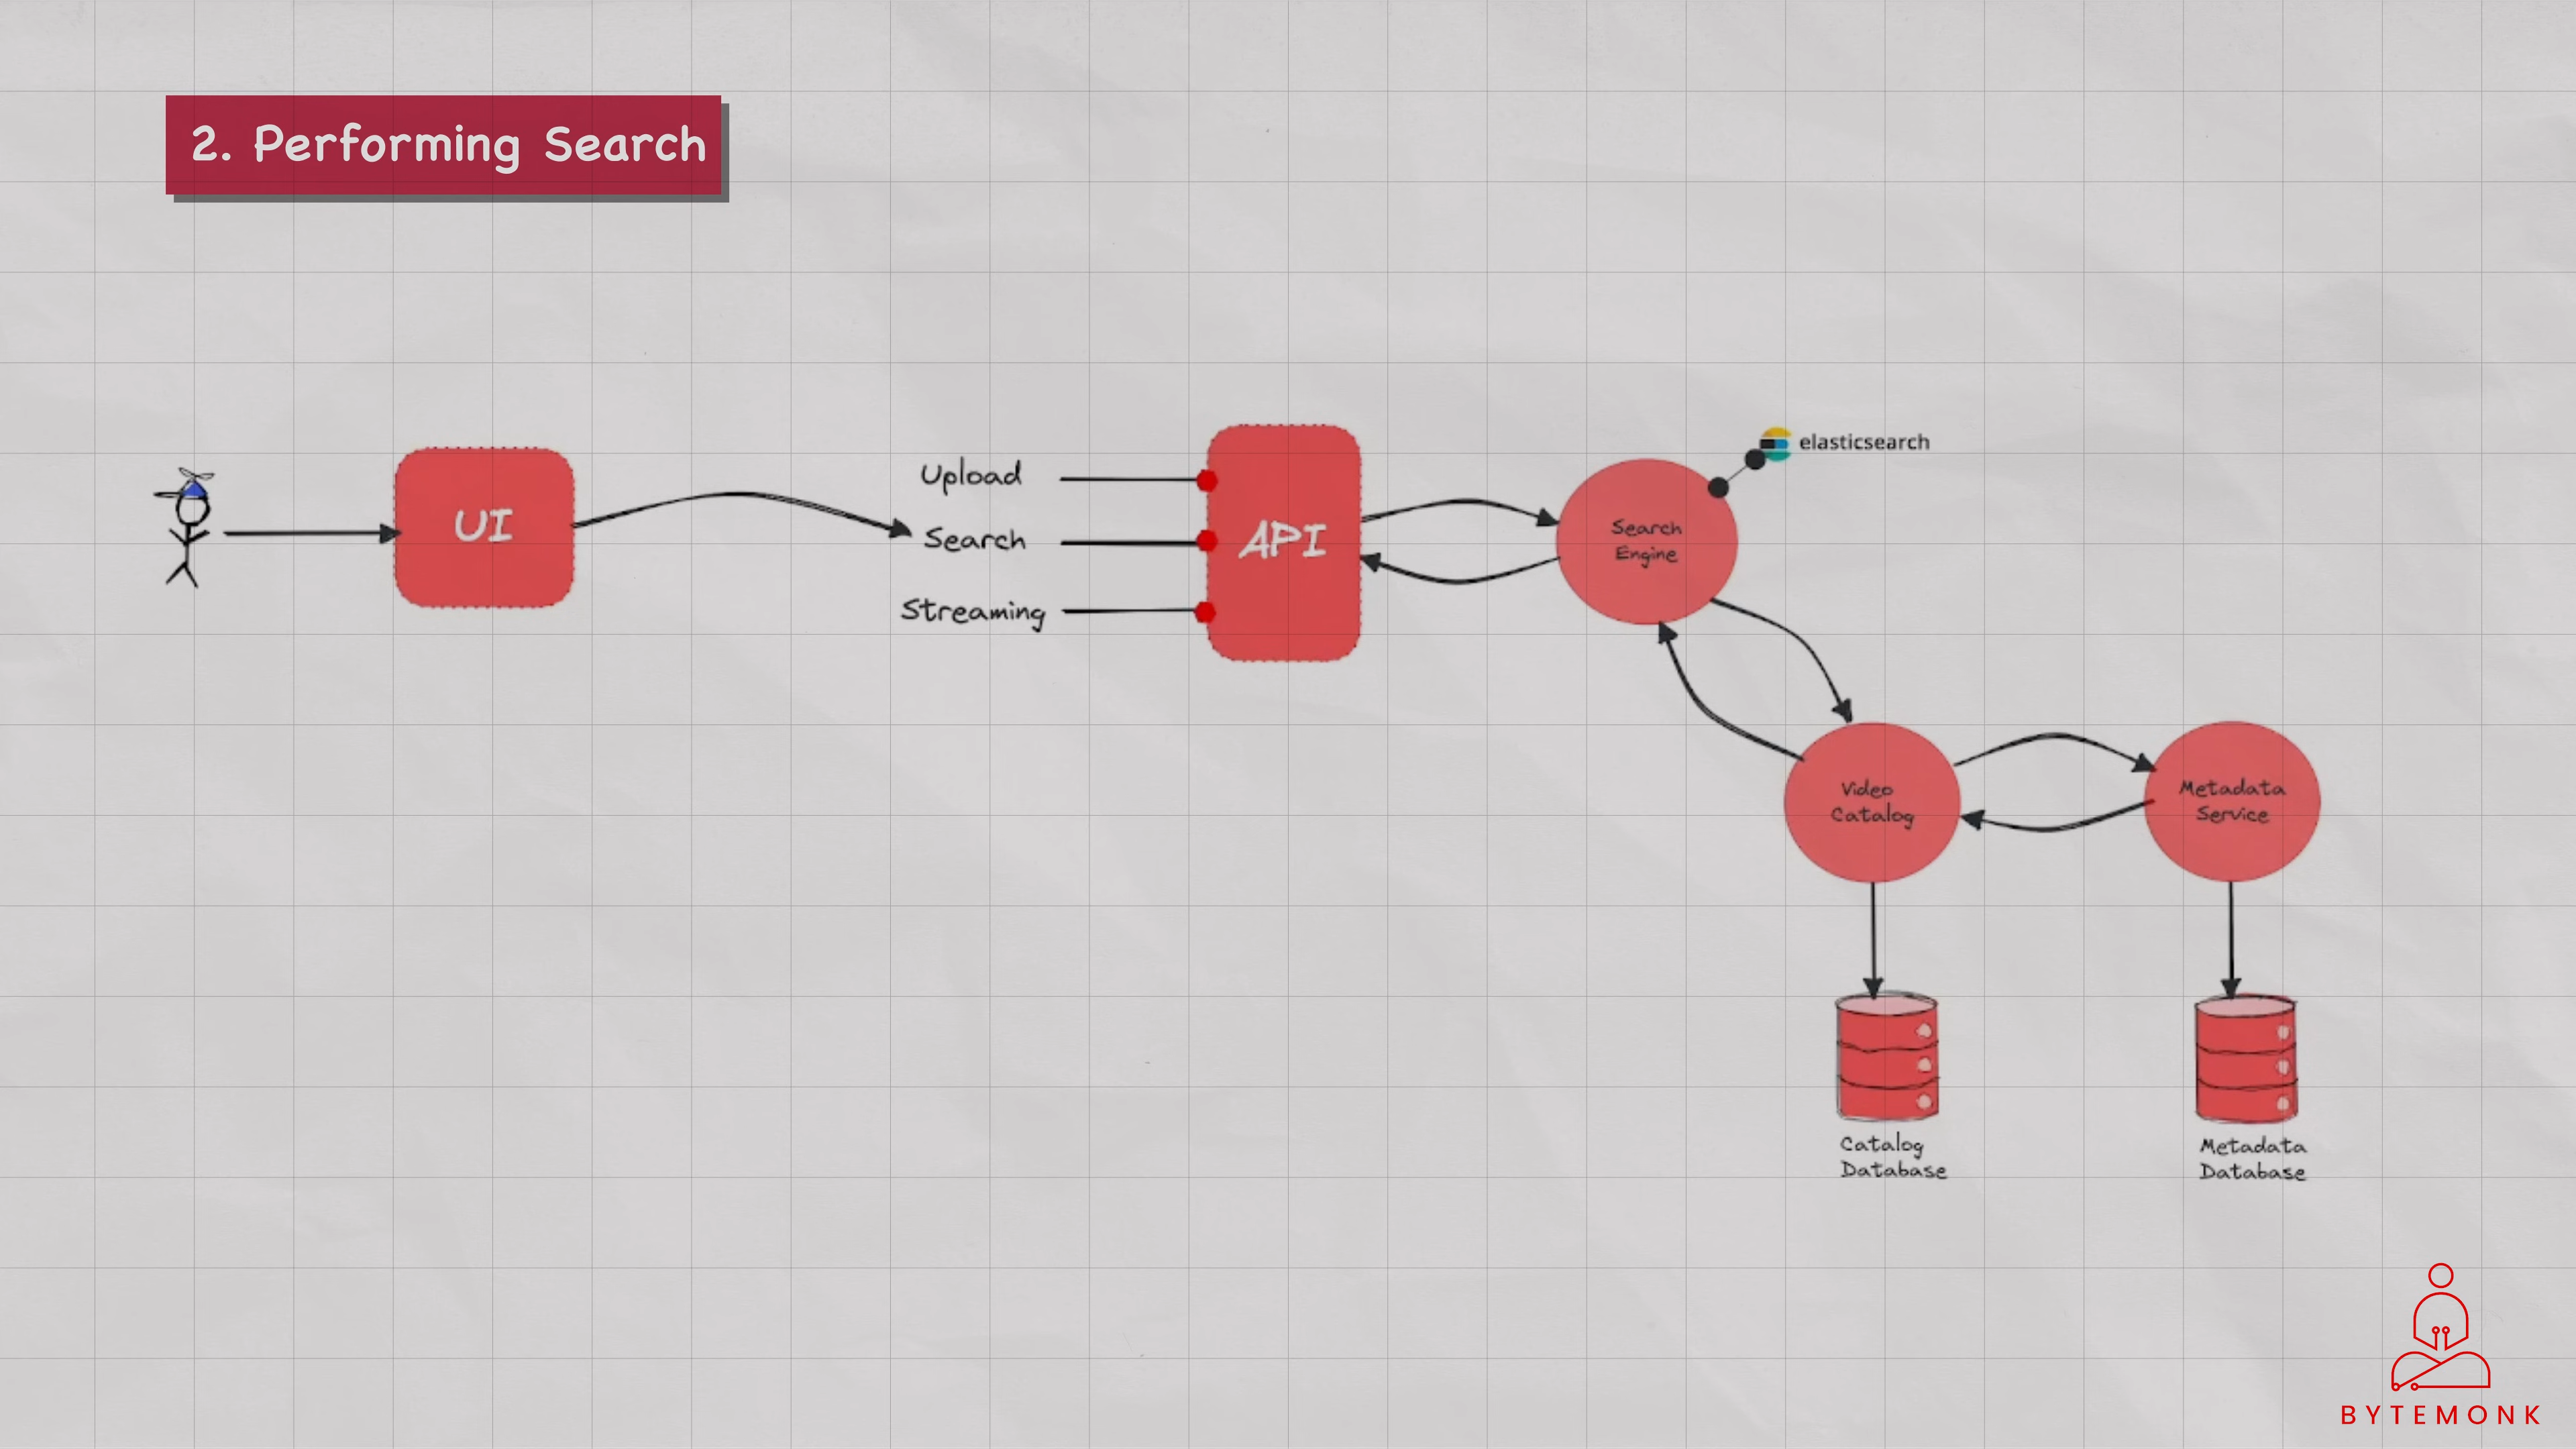 2. Performing Search
elasticsearch
Upload
UI
Search
API
Search
Engine
Streaming
Video
Catalog
Metadata
Service
Catalog
Database
Metadata
Database
BYTEMONK